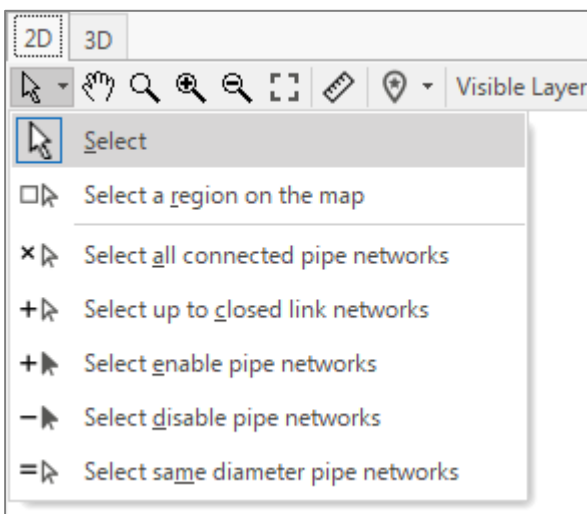 2D 3D
Visible Layer
Select
Select a region on the map
Select all connected pipe networks
Select up to closed link networks
Select enable pipe networks
Select disable pipe networks
Select same diameter pipe networks